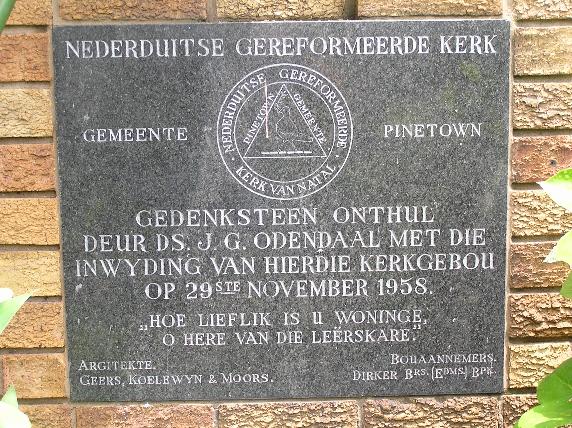 NEDERDUITSE GEREFORMEERDE KERK
NEDERDUITSE GEREFORMEERDE
KERK VAN NATAL
PINETOWN GEMEENTE
GEMEENTE PINETOWN
GEDENKSTEEN ONTHUL
DEUR DS. J. G. ODENDAAL MET DIE
INWYDING VAN HIERDIE KERKGEBOU
OP 29STE NOVEMBER 1958.
„HOE LIEFLIK IS U WONINGE,
O HERE VAN DIE LEËRSKARE.”
ARGITEKTE.
GEERS, KOELEWYN & MOORS.
BOUAANNEMERS.
DIRKER BRS. (EDMS.) BPK.